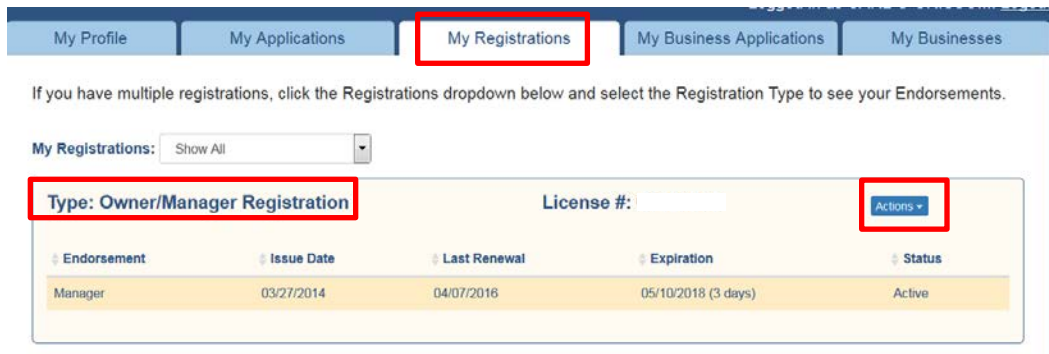 My Profile My Applications My Registrations My Business Applications My Businesses
If you have multiple registrations, click the Registrations dropdown below and select the Registration Type to see your Endorsements.
My Registrations: Show All
Type: Owner/Manager Registration License #: Actions
Endorsement Issue Date Last Renewal Expiration Status
Manager 03/27/2014 04/07/2016 05/10/2018 (3 days) Active